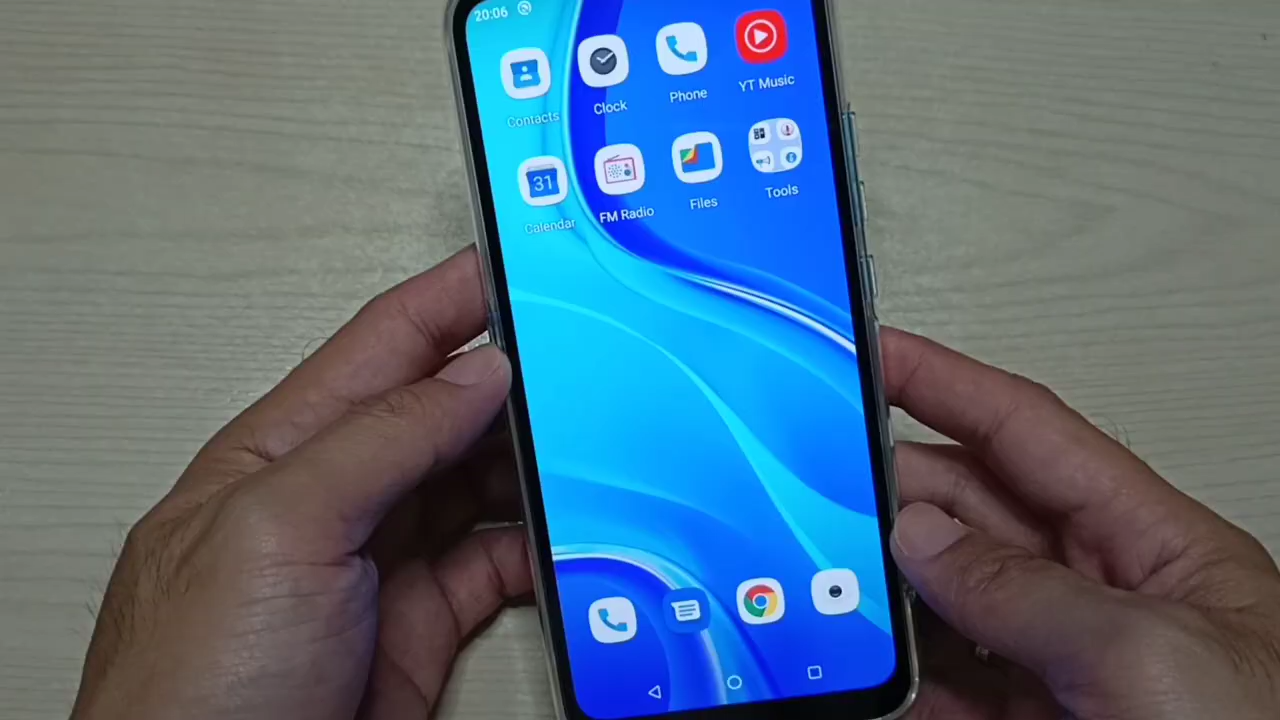 20:06
Contacts
Clock
Phone
YT Music
31
Calendar
FM Radio
Files
Tools